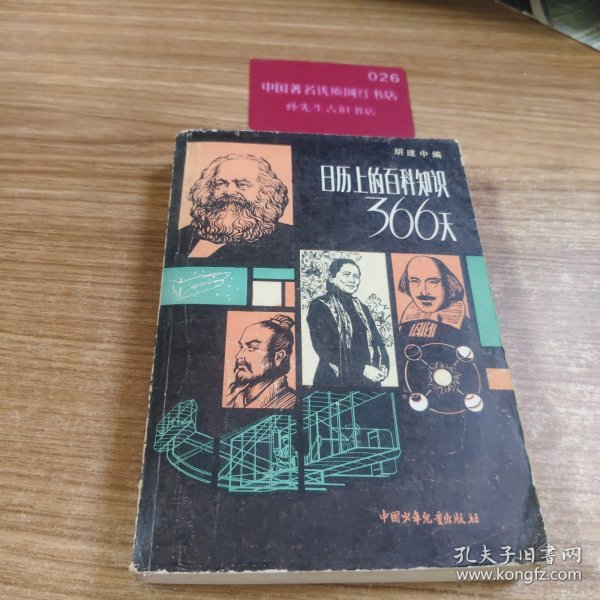 026
中国著名优质网红书店
孙先生古旧书店
胡建中编
日历上的百科知识
366天
中国少年儿童出版社
孔夫子旧书网
www.kongfz.com